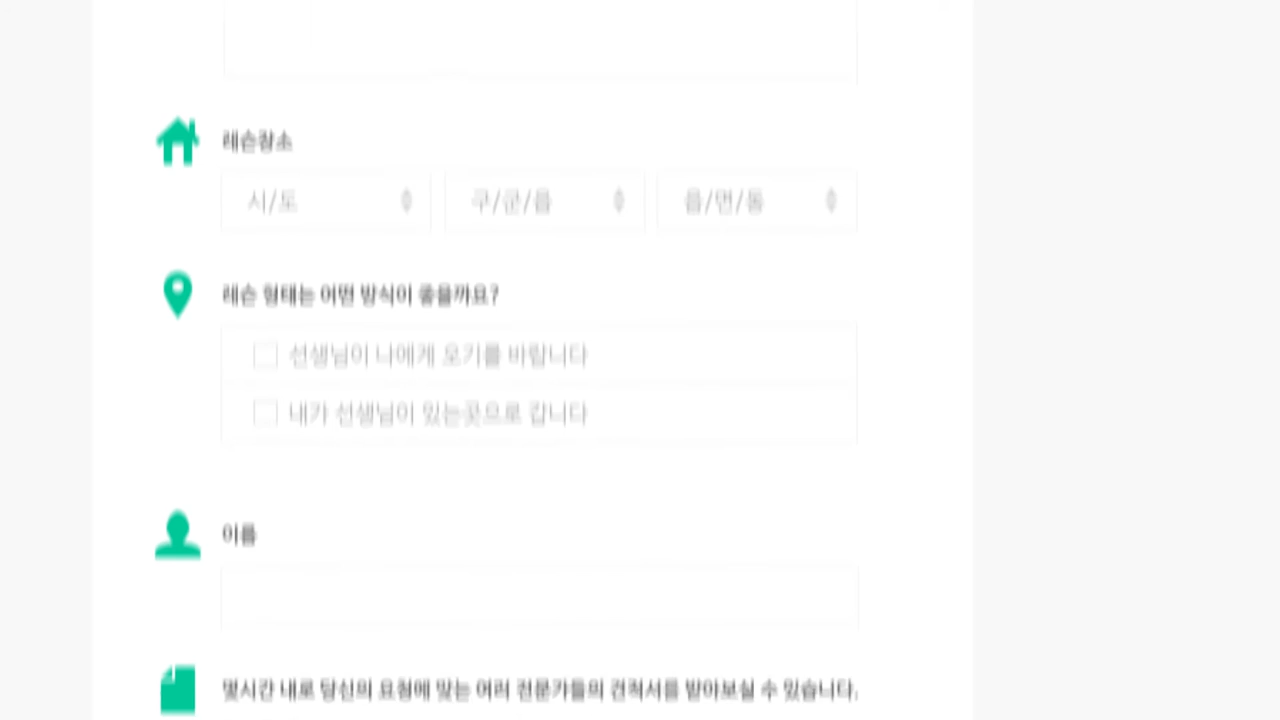 레슨장소
시/도 구/군/읍 읍/면/동
레슨 형태는 어떤 방식이 좋을까요?
선생님이 나에게 오기를 바랍니다
내가 선생님이 있는곳으로 갑니다
이름
몇시간 내로 당신의 요청에 맞는 여러 전문가들의 견적서를 받아보실 수 있습니다.